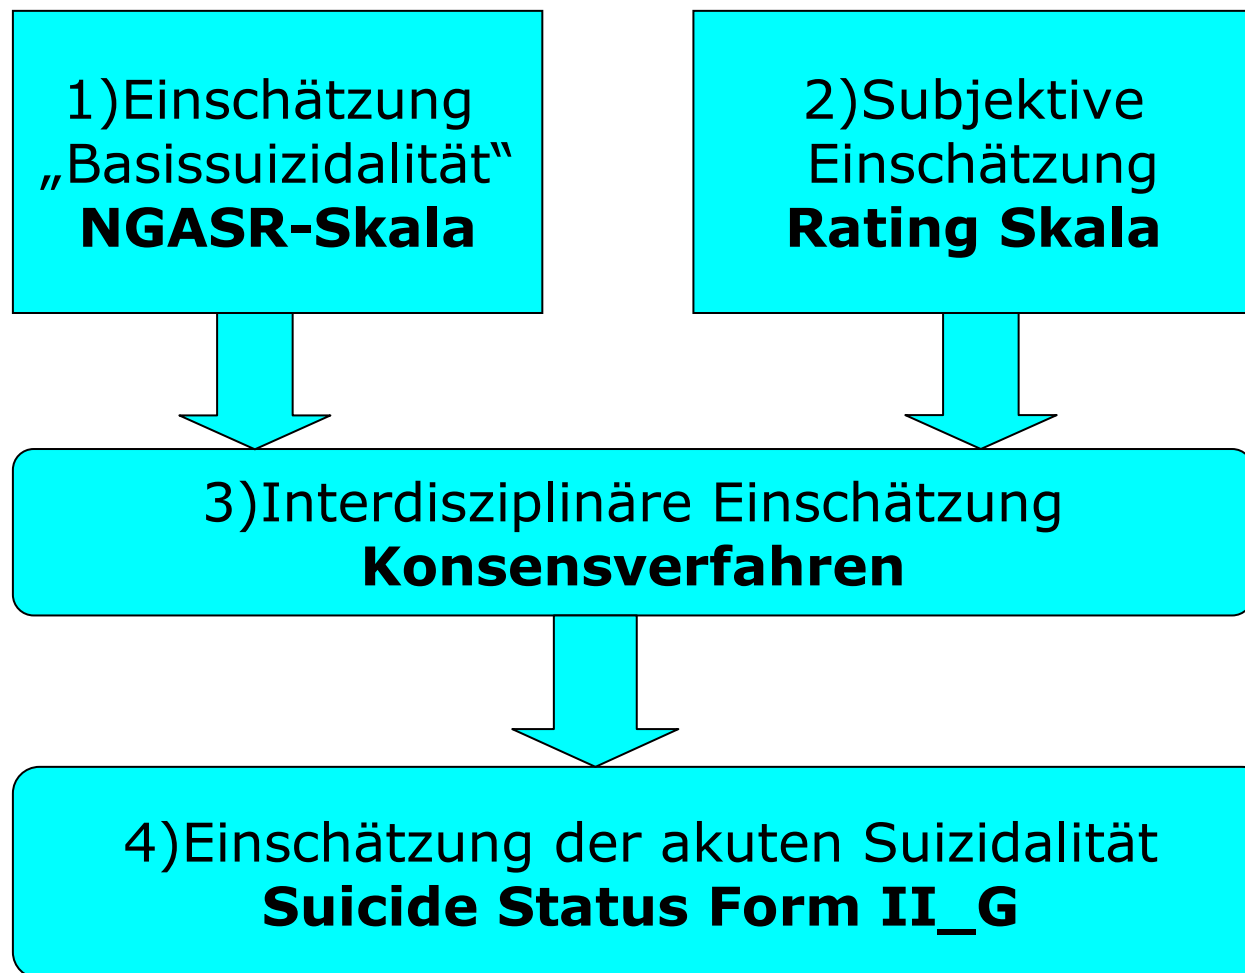 1)Einschätzung
„Basissuizidalität“
NGASR-Skala
2)Subjektive
Einschätzung
Rating Skala
3)Interdisziplinäre Einschätzung
Konsensverfahren
4)Einschätzung der akuten Suizidalität
Suicide Status Form II_G